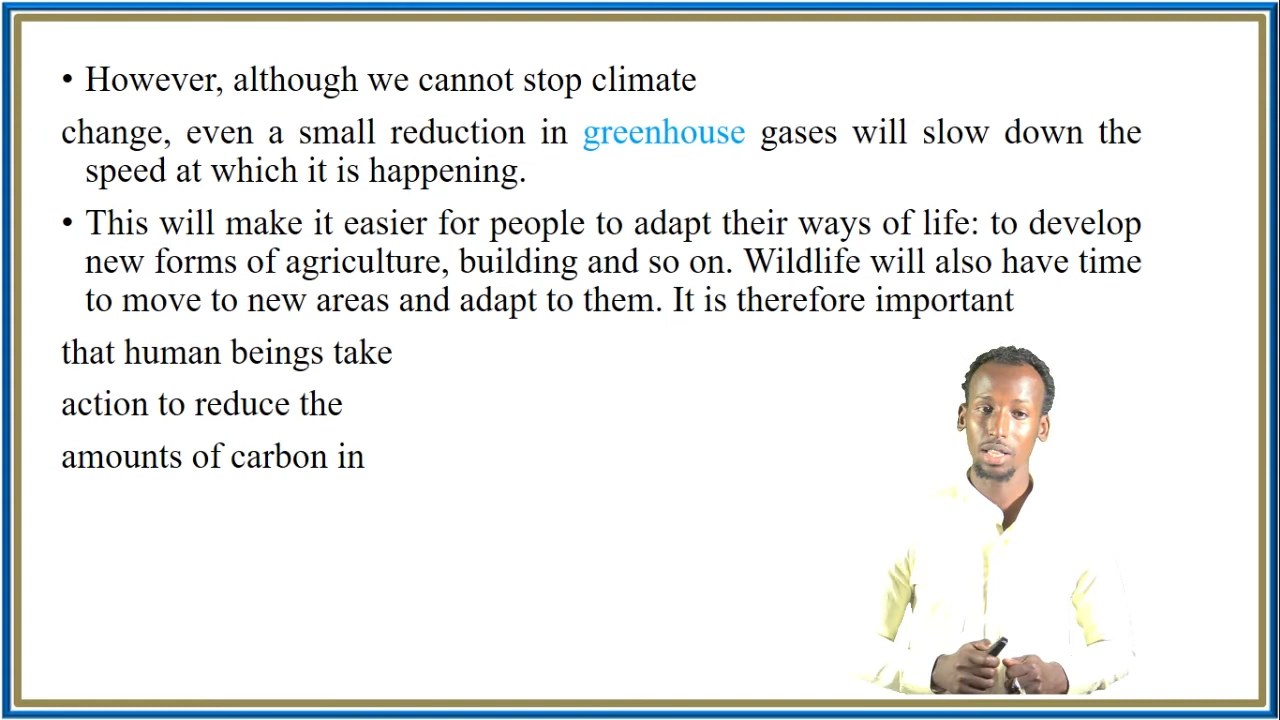 • However, although we cannot stop climate
change, even a small reduction in greenhouse gases will slow down the
speed at which it is happening.
• This will make it easier for people to adapt their ways of life: to develop
new forms of agriculture, building and so on. Wildlife will also have time
to move to new areas and adapt to them. It is therefore important
that human beings take
action to reduce the
amounts of carbon in